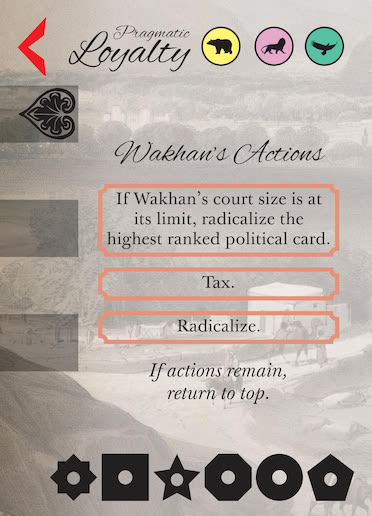 Pragmatic
Loyalty
Wakhan's Actions
If Wakhan's court size is at
its limit, radicalize the
highest ranked political card.
Tax.
Radicalize.
If actions remain,
return to top.